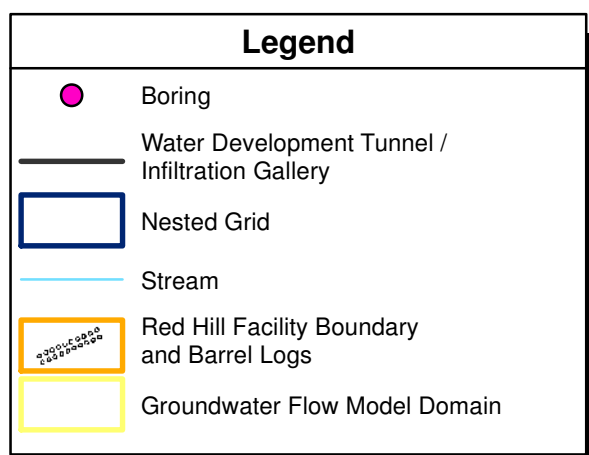 Legend
Boring
Water Development Tunnel /
Infiltration Gallery
Nested Grid
Stream
Red Hill Facility Boundary
and Barrel Logs
Groundwater Flow Model Domain